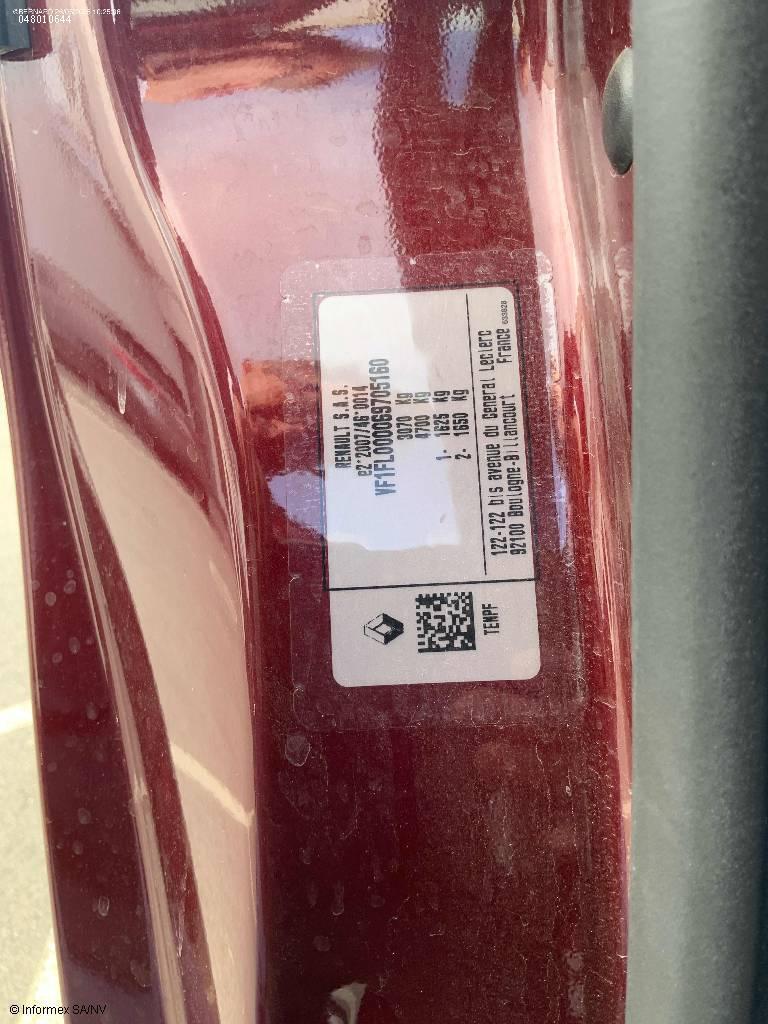 048010644
RENAULT S.A.S.
e2*2007/46*0014
VF1FL000069705160
3070 Kg
4700 Kg
1- 1625 Kg
2- 1650 Kg
122-122 bis avenue du General Leclerc
92100 Boulogne-Billancourt France
TEMPF
© Informex SA/NV